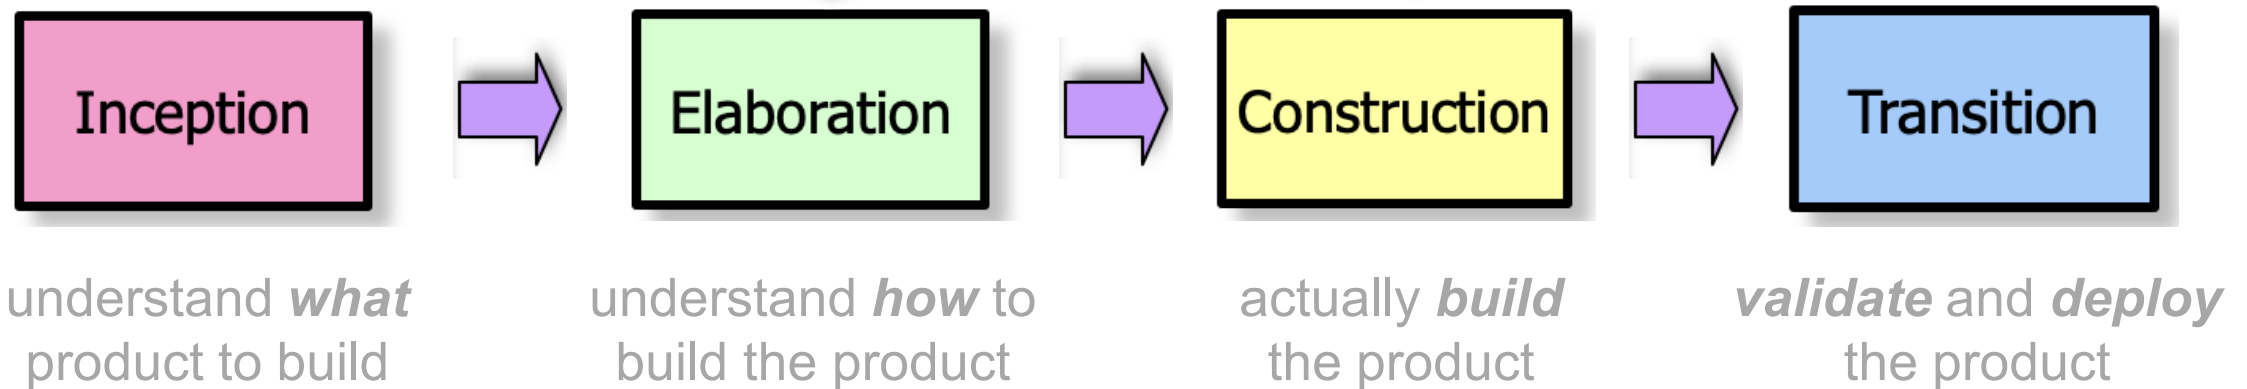 Inception
Elaboration
Construction
Transition
understand what
product to build
understand how to
build the product
actually build
the product
validate and deploy
the product